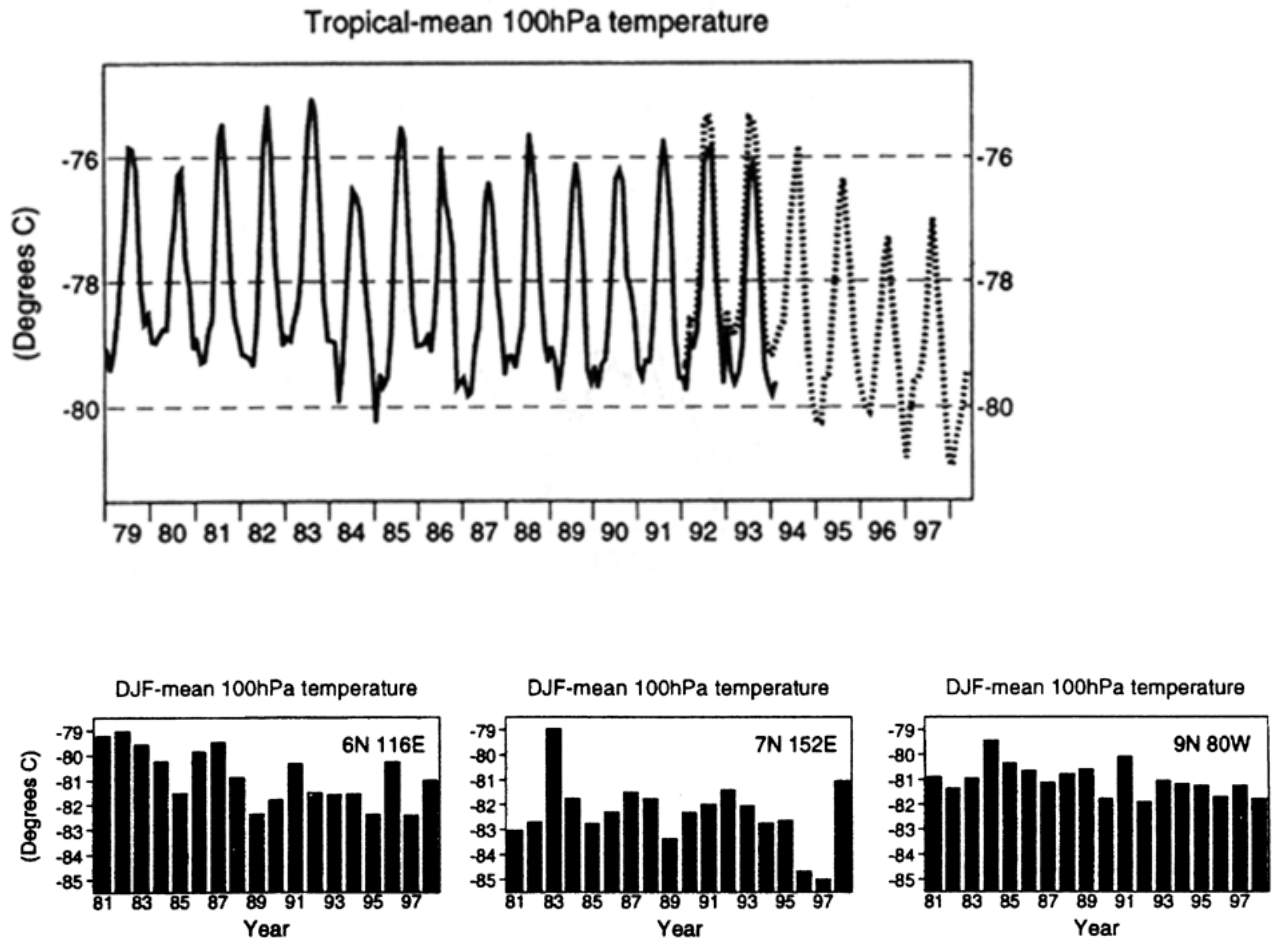 Tropical-mean 100hPa temperature
(Degrees C)
-76 -76
-78 -78
-80 -80
79 80 81 82 83 84 85 86 87 88 89 90 91 92 93 94 95 96 97
DJF-mean 100hPa temperature
6N 116E
(Degrees C)
-79
-80
-81
-82
-83
-84
-85
81 83 85 87 89 91 93 95 97
Year
DJF-mean 100hPa temperature
7N 152E
-79
-80
-81
-82
-83
-84
-85
81 83 85 87 89 91 93 95 97
Year
DJF-mean 100hPa temperature
9N 80W
-79
-80
-81
-82
-83
-84
-85
81 83 85 87 89 91 93 95 97
Year